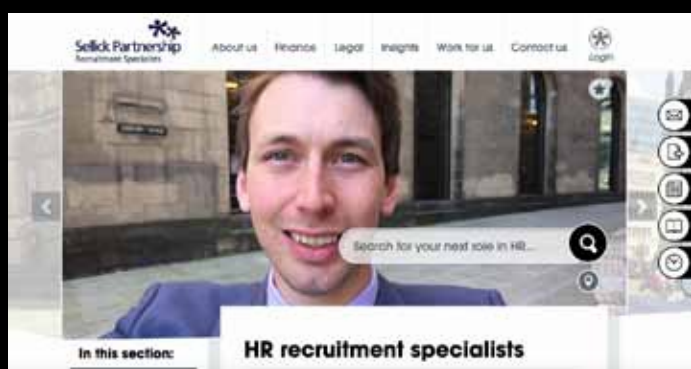 Sellick Partnership
Recruitment Specialists
About us Finance Legal Insights Work for us Contact us
Login
Search for your next role in HR...
In this section:
HR recruitment specialists